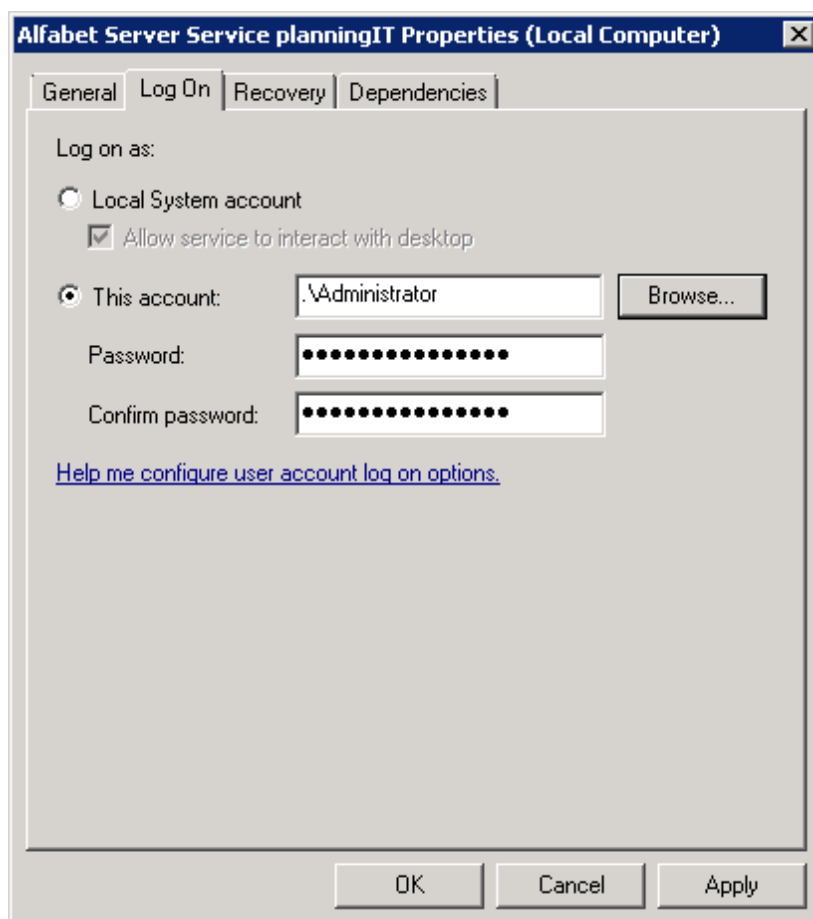 Alfabet Server Service planningIT Properties (Local Computer)
General Log On Recovery Dependencies
Log on as:
Local System account
Allow service to interact with desktop
This account: .\Administrator Browse...
Password: •••••••••••••••
Confirm password: •••••••••••••••
Help me configure user account log on options.
OK Cancel Apply